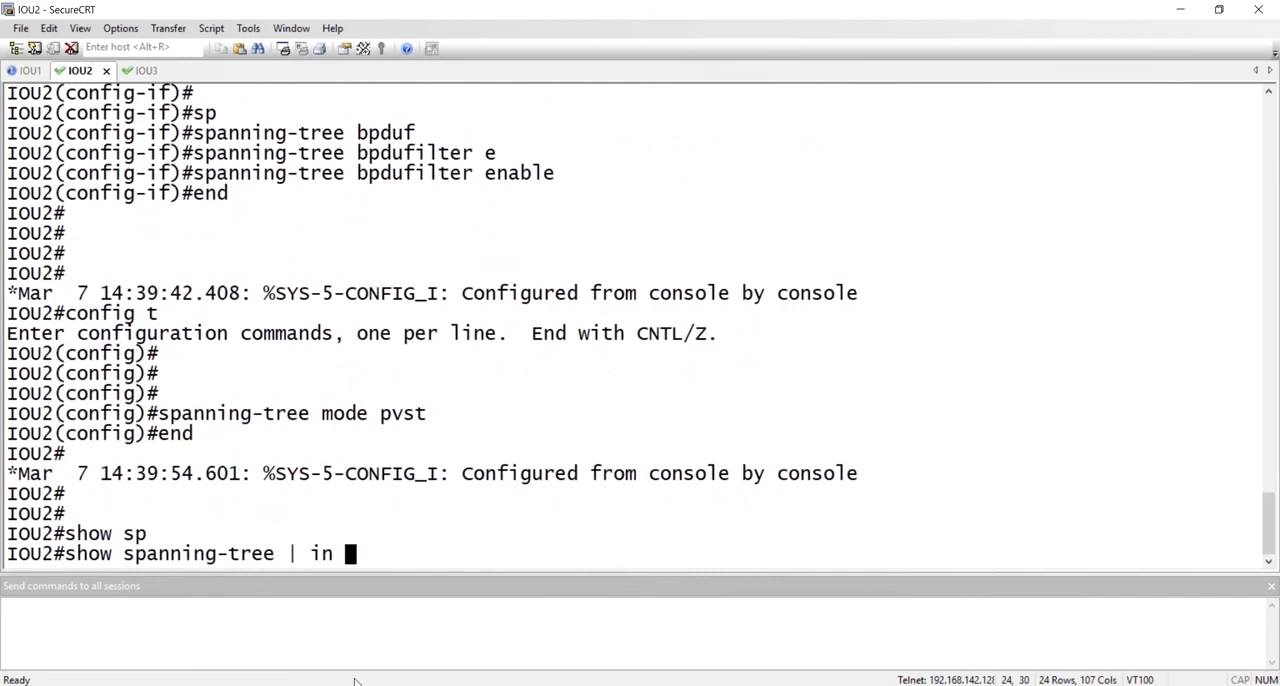 IOU2 - SecureCRT
File Edit View Options Transfer Script Tools Window Help
Enter host <Alt+R>
IOU1 IOU2 IOU3
IOU2(config-if)#
IOU2(config-if)#sp
IOU2(config-if)#spanning-tree bpduf
IOU2(config-if)#spanning-tree bpdufilter e
IOU2(config-if)#spanning-tree bpdufilter enable
IOU2(config-if)#end
IOU2#
IOU2#
IOU2#
IOU2#
*Mar  7 14:39:42.408: %SYS-5-CONFIG_I: Configured from console by console
IOU2#config t
Enter configuration commands, one per line.  End with CNTL/Z.
IOU2(config)#
IOU2(config)#
IOU2(config)#
IOU2(config)#spanning-tree mode pvst
IOU2(config)#end
IOU2#
*Mar  7 14:39:54.601: %SYS-5-CONFIG_I: Configured from console by console
IOU2#
IOU2#
IOU2#show sp
IOU2#show spanning-tree | in
Send commands to all sessions
Ready Telnet: 192.168.142.128 24, 30 24 Rows, 107 Cols VT100 CAP NUM